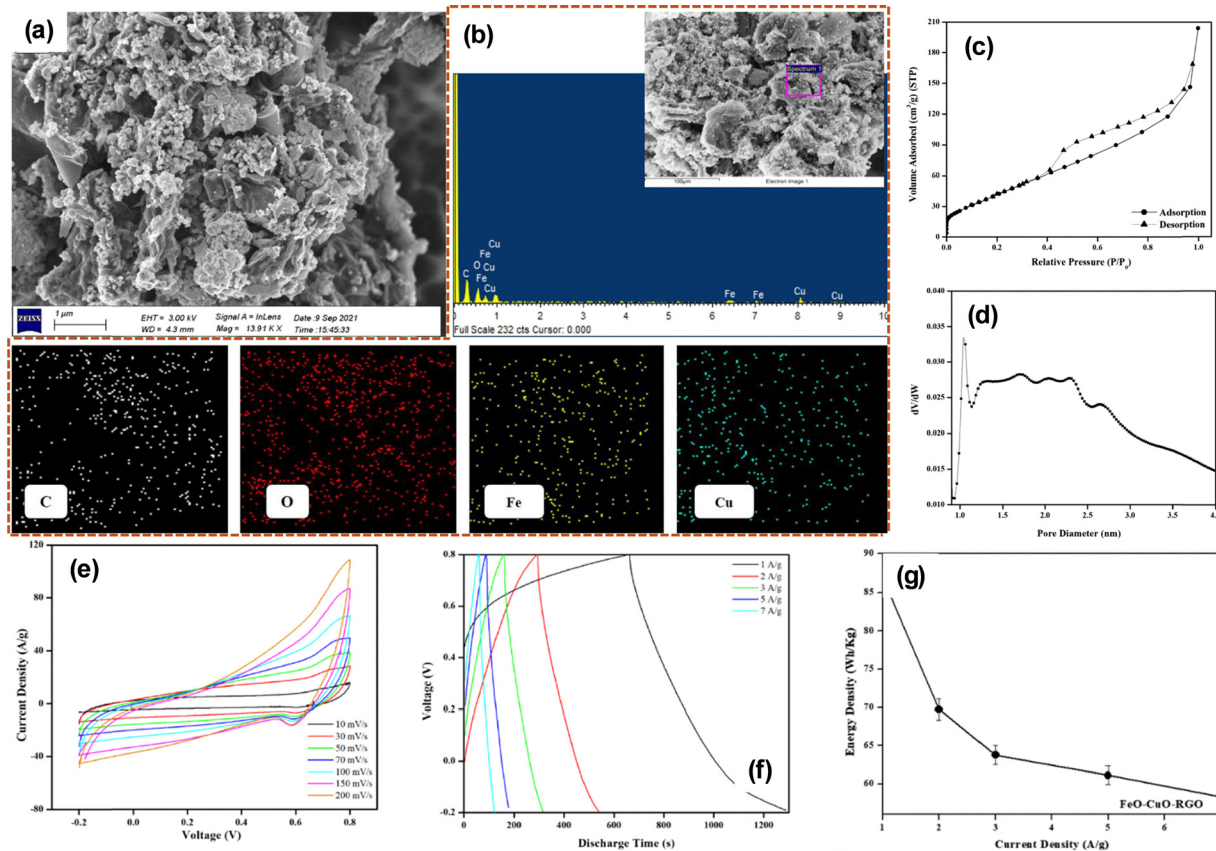 (a)
ZEISS
1 µm
EHT = 3.00 kV
WD = 4.3 mm
Signal A = InLens
Mag = 13.91 K X
Date :9 Sep 2021
Time :15:45:33
(b)
Spectrum 1
100µm
Electron Image 1
Cu
Fe
O Cu
C Fe Cu
Fe Fe Cu Cu
0 1 2 3 4 5 6 7 8 9 10
Full Scale 232 cts Cursor: 0.000
C
O
Fe
Cu
(c)
Volume Adsorbed (cm³/g) (STP)
210
180
150
120
90
60
30
0
Adsorption
Desorption
0.0 0.2 0.4 0.6 0.8 1.0
Relative Pressure (P/P₀)
(d)
dV/dW
0.040
0.035
0.030
0.025
0.020
0.015
0.010
1.0 1.5 2.0 2.5 3.0 3.5 4.
Pore Diameter (nm)
(e)
Current Density (A/g)
120
80
40
0
-40
-80
10 mV/s
30 mV/s
50 mV/s
70 mV/s
100 mV/s
150 mV/s
200 mV/s
-0.2 0.0 0.2 0.4 0.6 0.8
Voltage (V)
(f)
Voltage (V)
0.8
0.6
0.4
0.2
0.0
-0.2
1 A/g
2 A/g
3 A/g
5 A/g
7 A/g
0 200 400 600 800 1000 1200
Discharge Time (s)
(g)
Energy Density (Wh/Kg)
90
85
80
75
70
65
60
FeO-CuO-RGO
1 2 3 4 5 6
Current Density (A/g)